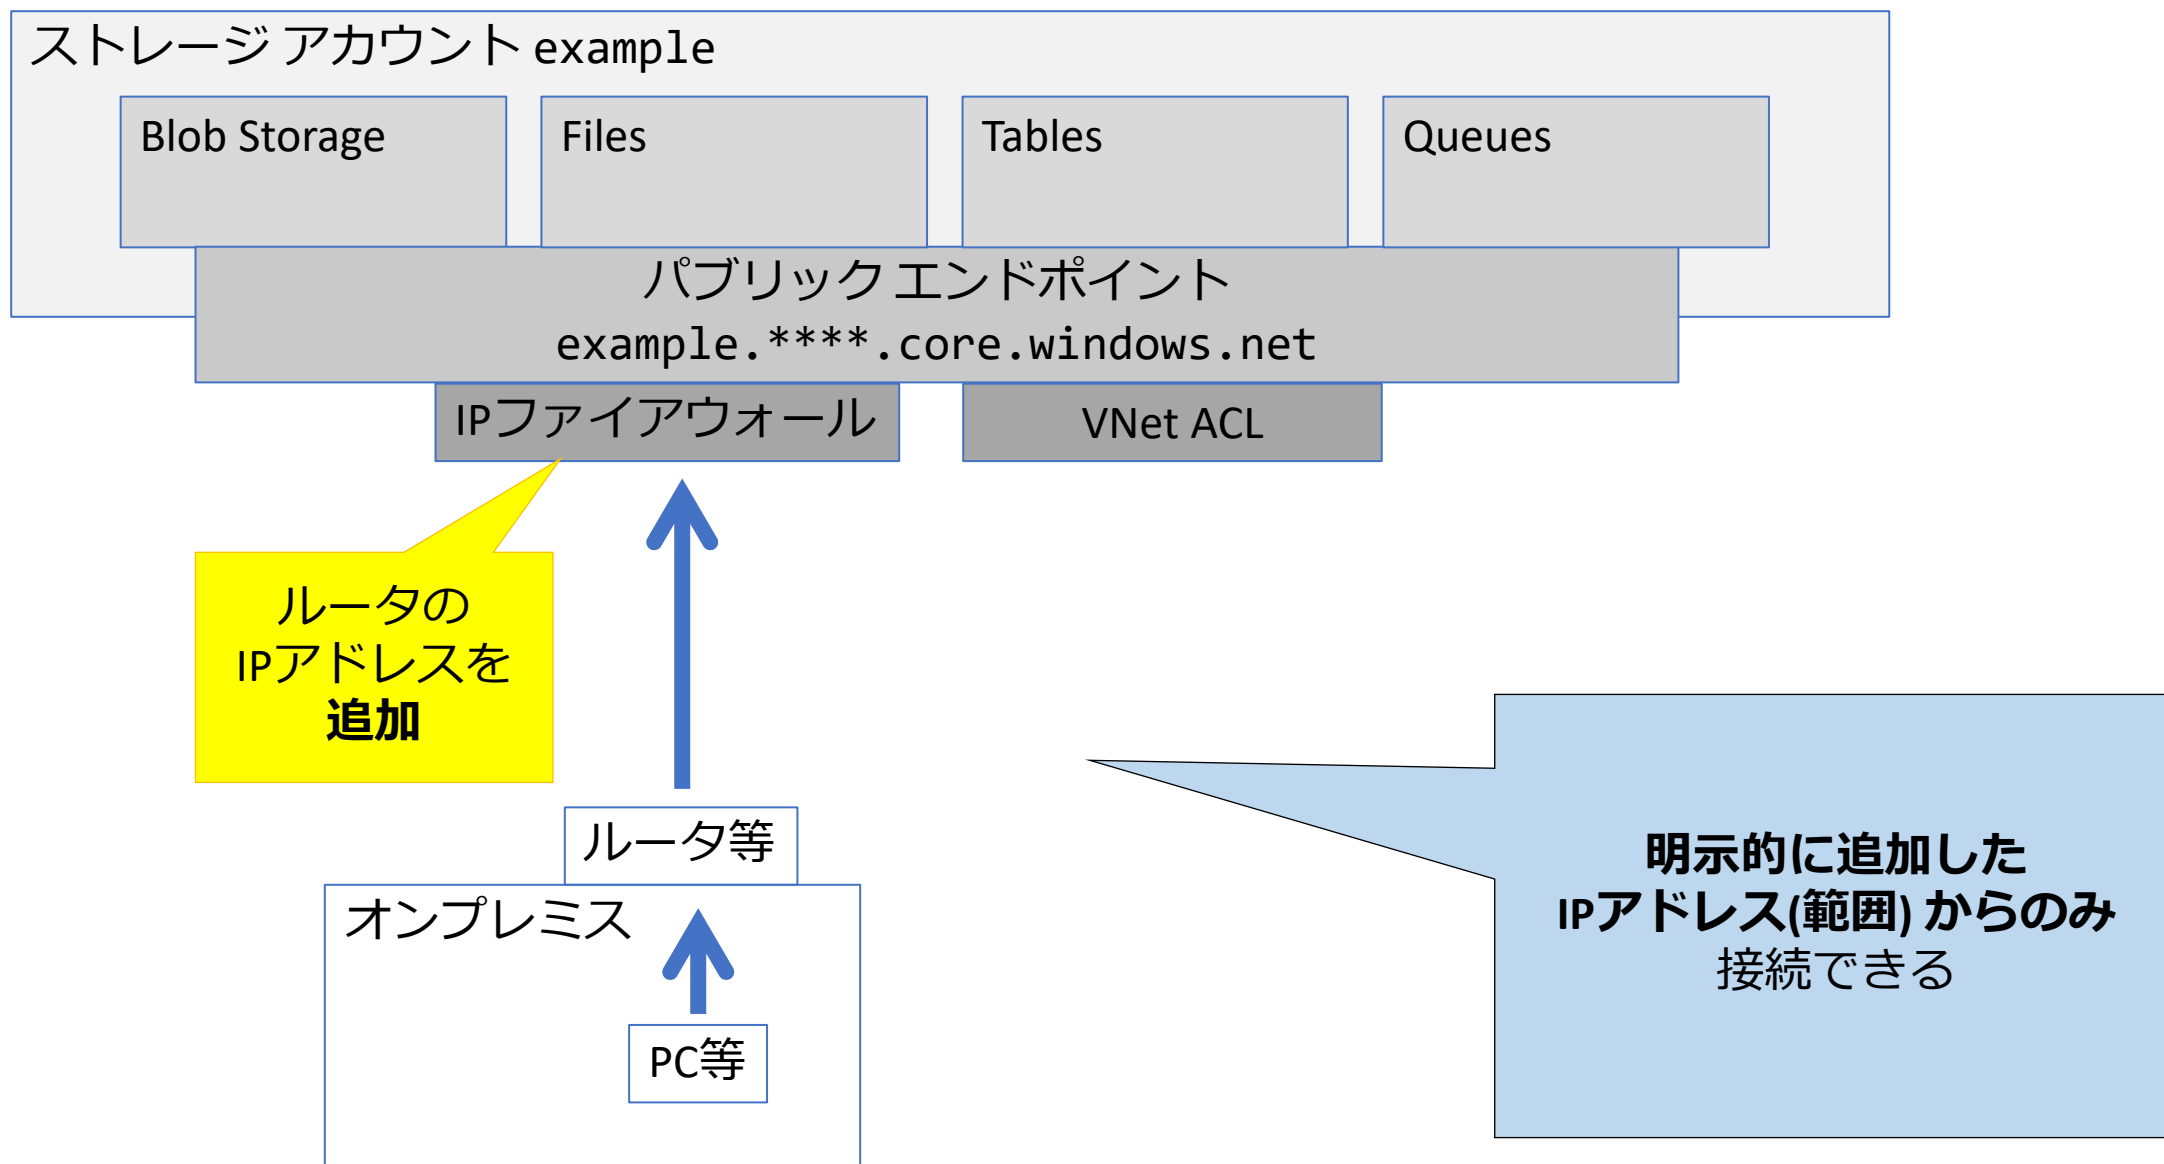 ストレージ アカウント example
Blob Storage
Files
Tables
Queues
パブリック エンドポイント
example.****.core.windows.net
IPファイアウォール
VNet ACL
ルータの
IPアドレスを
追加
ルータ等
オンプレミス
PC等
明示的に追加した
IPアドレス(範囲) からのみ
接続できる